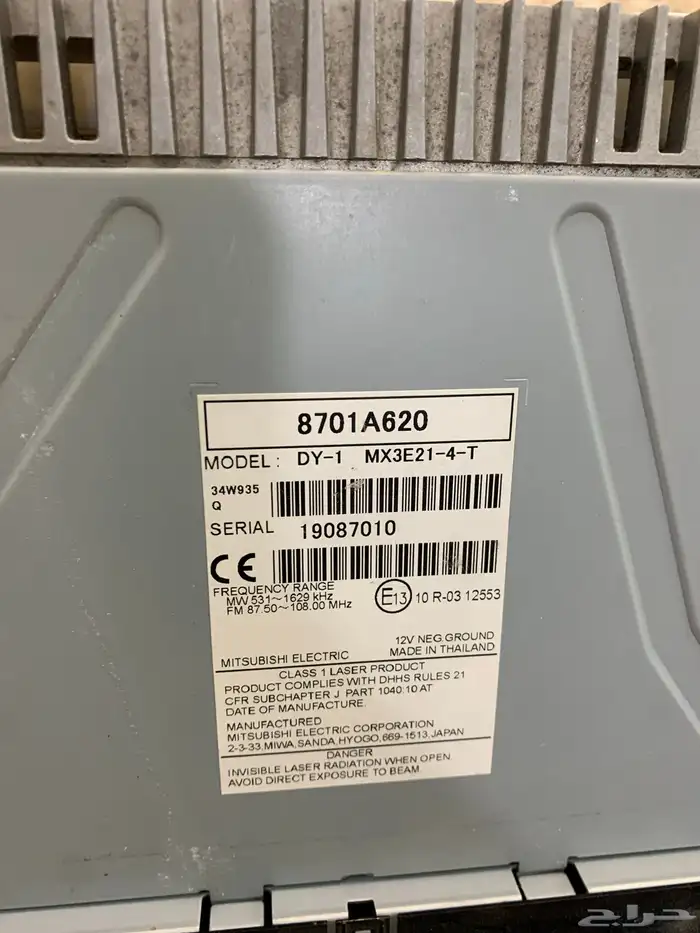 8701A620
MODEL: DY-1 MX3E21-4-T
34W935
Q
SERIAL 19087010
CE
FREQUENCY RANGE
MW 531~1629 kHz
FM 87.50~108.00 MHz
E13 10 R-03 12553
12V NEG GROUND
MITSUBISHI ELECTRIC MADE IN THAILAND
CLASS 1 LASER PRODUCT
PRODUCT COMPLIES WITH DHHS RULES 21
CFR SUBCHAPTER J PART 1040.10 AT
DATE OF MANUFACTURE.
MANUFACTURED
MITSUBISHI ELECTRIC CORPORATION
2-3-33,MIWA,SANDA,HYOGO,669-1513,JAPAN
DANGER
INVISIBLE LASER RADIATION WHEN OPEN.
AVOID DIRECT EXPOSURE TO BEAM.
حراج